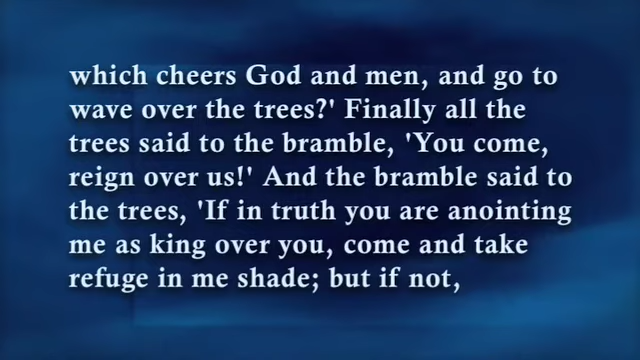 which cheers God and men, and go to
wave over the trees?' Finally all the
trees said to the bramble, 'You come,
reign over us!' And the bramble said to
the trees, 'If in truth you are anointing
me as king over you, come and take
refuge in me shade; but if not,